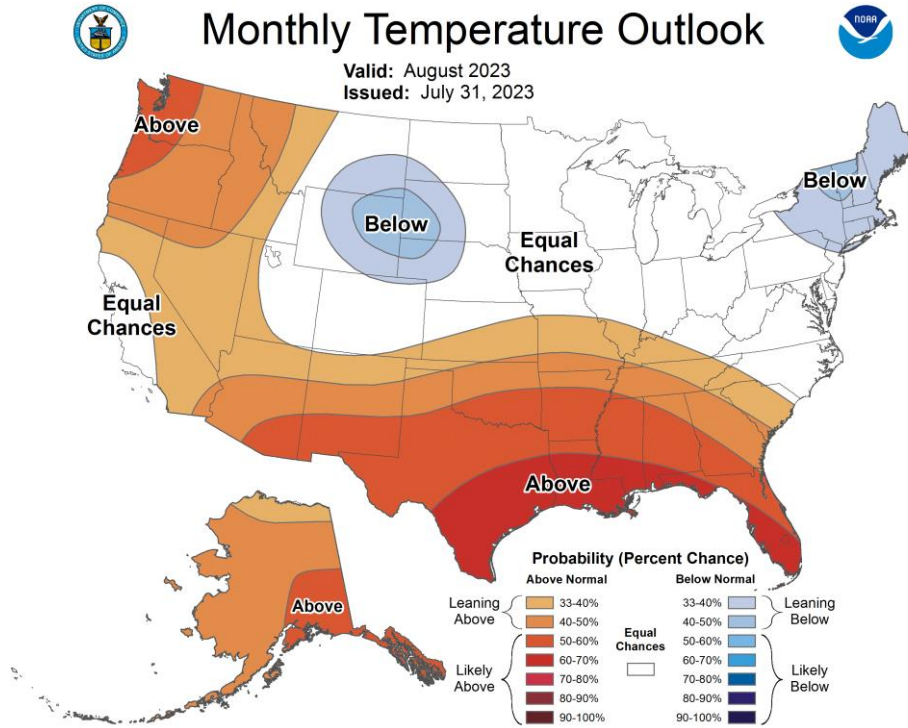 Monthly Temperature Outlook
Valid: August 2023
Issued: July 31, 2023
NOAA
Above
Below
Below
Equal
Chances
Equal
Chances
Above
Above
Probability (Percent Chance)
Above Normal
Below Normal
Leaning
Above
Likely
Above
33-40%
40-50%
50-60%
60-70%
70-80%
80-90%
90-100%
Equal
Chances
33-40%
40-50%
50-60%
60-70%
70-80%
80-90%
90-100%
Leaning
Below
Likely
Below